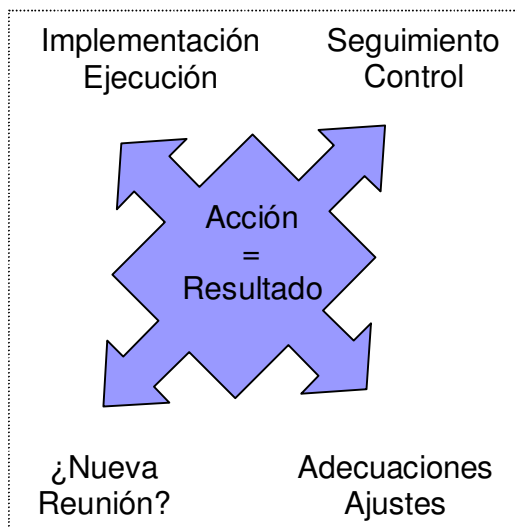 Implementación
Ejecución
Seguimiento
Control
Acción
=
Resultado
¿Nueva
Reunión?
Adecuaciones
Ajustes